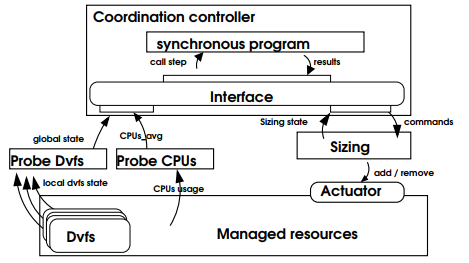 Coordination controller
synchronous program
call step
results
Interface
Sizing state
commands
global state
CPUs_avg
Probe Dvfs
Probe CPUs
Sizing
local dvfs state
CPUs usage
add / remove
Actuator
Dvfs
Managed resources